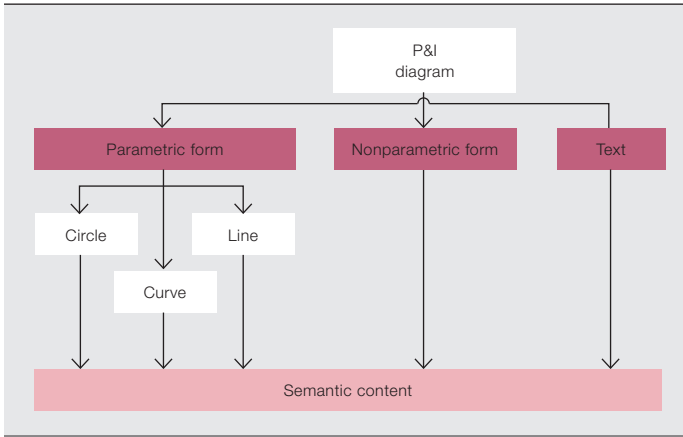 P&I
diagram
Parametric form
Nonparametric form
Text
Circle
Line
Curve
Semantic content